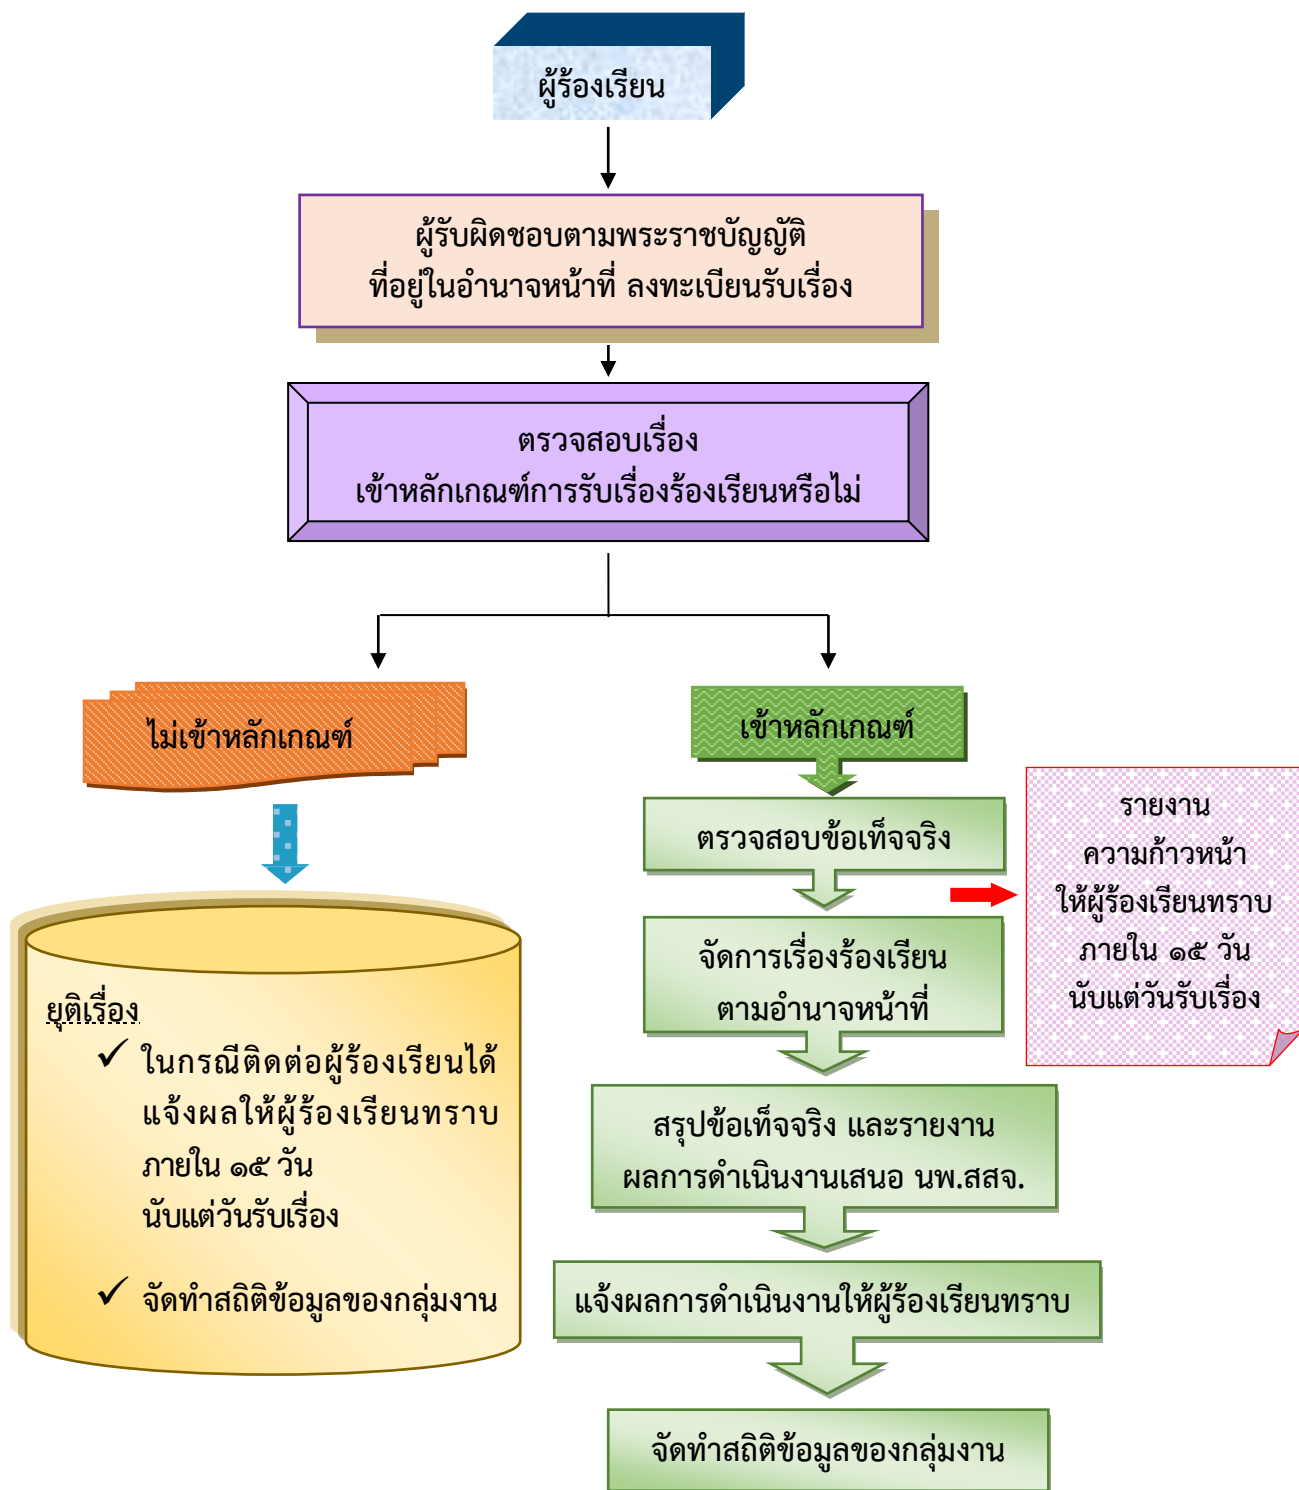 ผู้ร้องเรียน
ผู้รับผิดชอบตามพระราชบัญญัติ
ที่อยู่ในอำนาจหน้าที่ ลงทะเบียนรับเรื่อง
ตรวจสอบเรื่อง
เข้าหลักเกณฑ์การรับเรื่องร้องเรียนหรือไม่
ไม่เข้าหลักเกณฑ์
ยุติเรื่อง
✓ ในกรณีติดต่อผู้ร้องเรียนได้
แจ้งผลให้ผู้ร้องเรียนทราบ
ภายใน ๑๕ วัน
นับแต่วันรับเรื่อง
✓ จัดทำสถิติข้อมูลของกลุ่มงาน
เข้าหลักเกณฑ์
ตรวจสอบข้อเท็จจริง
รายงาน
ความก้าวหน้า
ให้ผู้ร้องเรียนทราบ
ภายใน ๑๕ วัน
นับแต่วันรับเรื่อง
จัดการเรื่องร้องเรียน
ตามอำนาจหน้าที่
สรุปข้อเท็จจริง และรายงาน
ผลการดำเนินงานเสนอ นพ.สสจ.
แจ้งผลการดำเนินงานให้ผู้ร้องเรียนทราบ
จัดทำสถิติข้อมูลของกลุ่มงาน